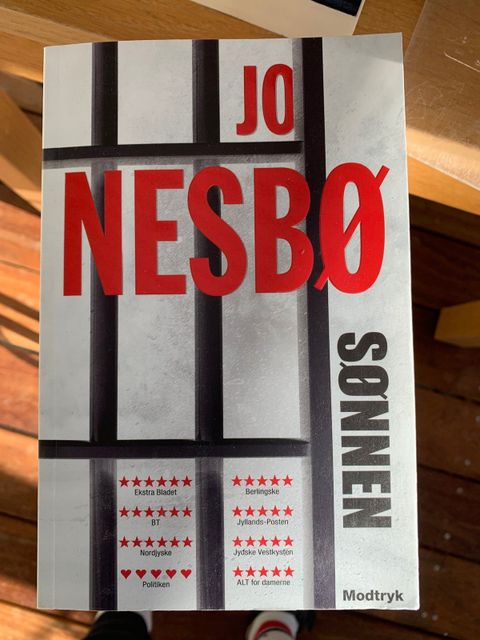 JO
NESBØ
SØNNEN
★★★★★★
Ekstra Bladet
★★★★★★
BT
★★★★★★
Nordjyske
♥♥♥♥♥
Politiken
★★★★★
Berlingske
★★★★★
Jyllands-Posten
★★★★★
Jydske Vestkysten
★★★★★
ALT for damerne
Modtryk